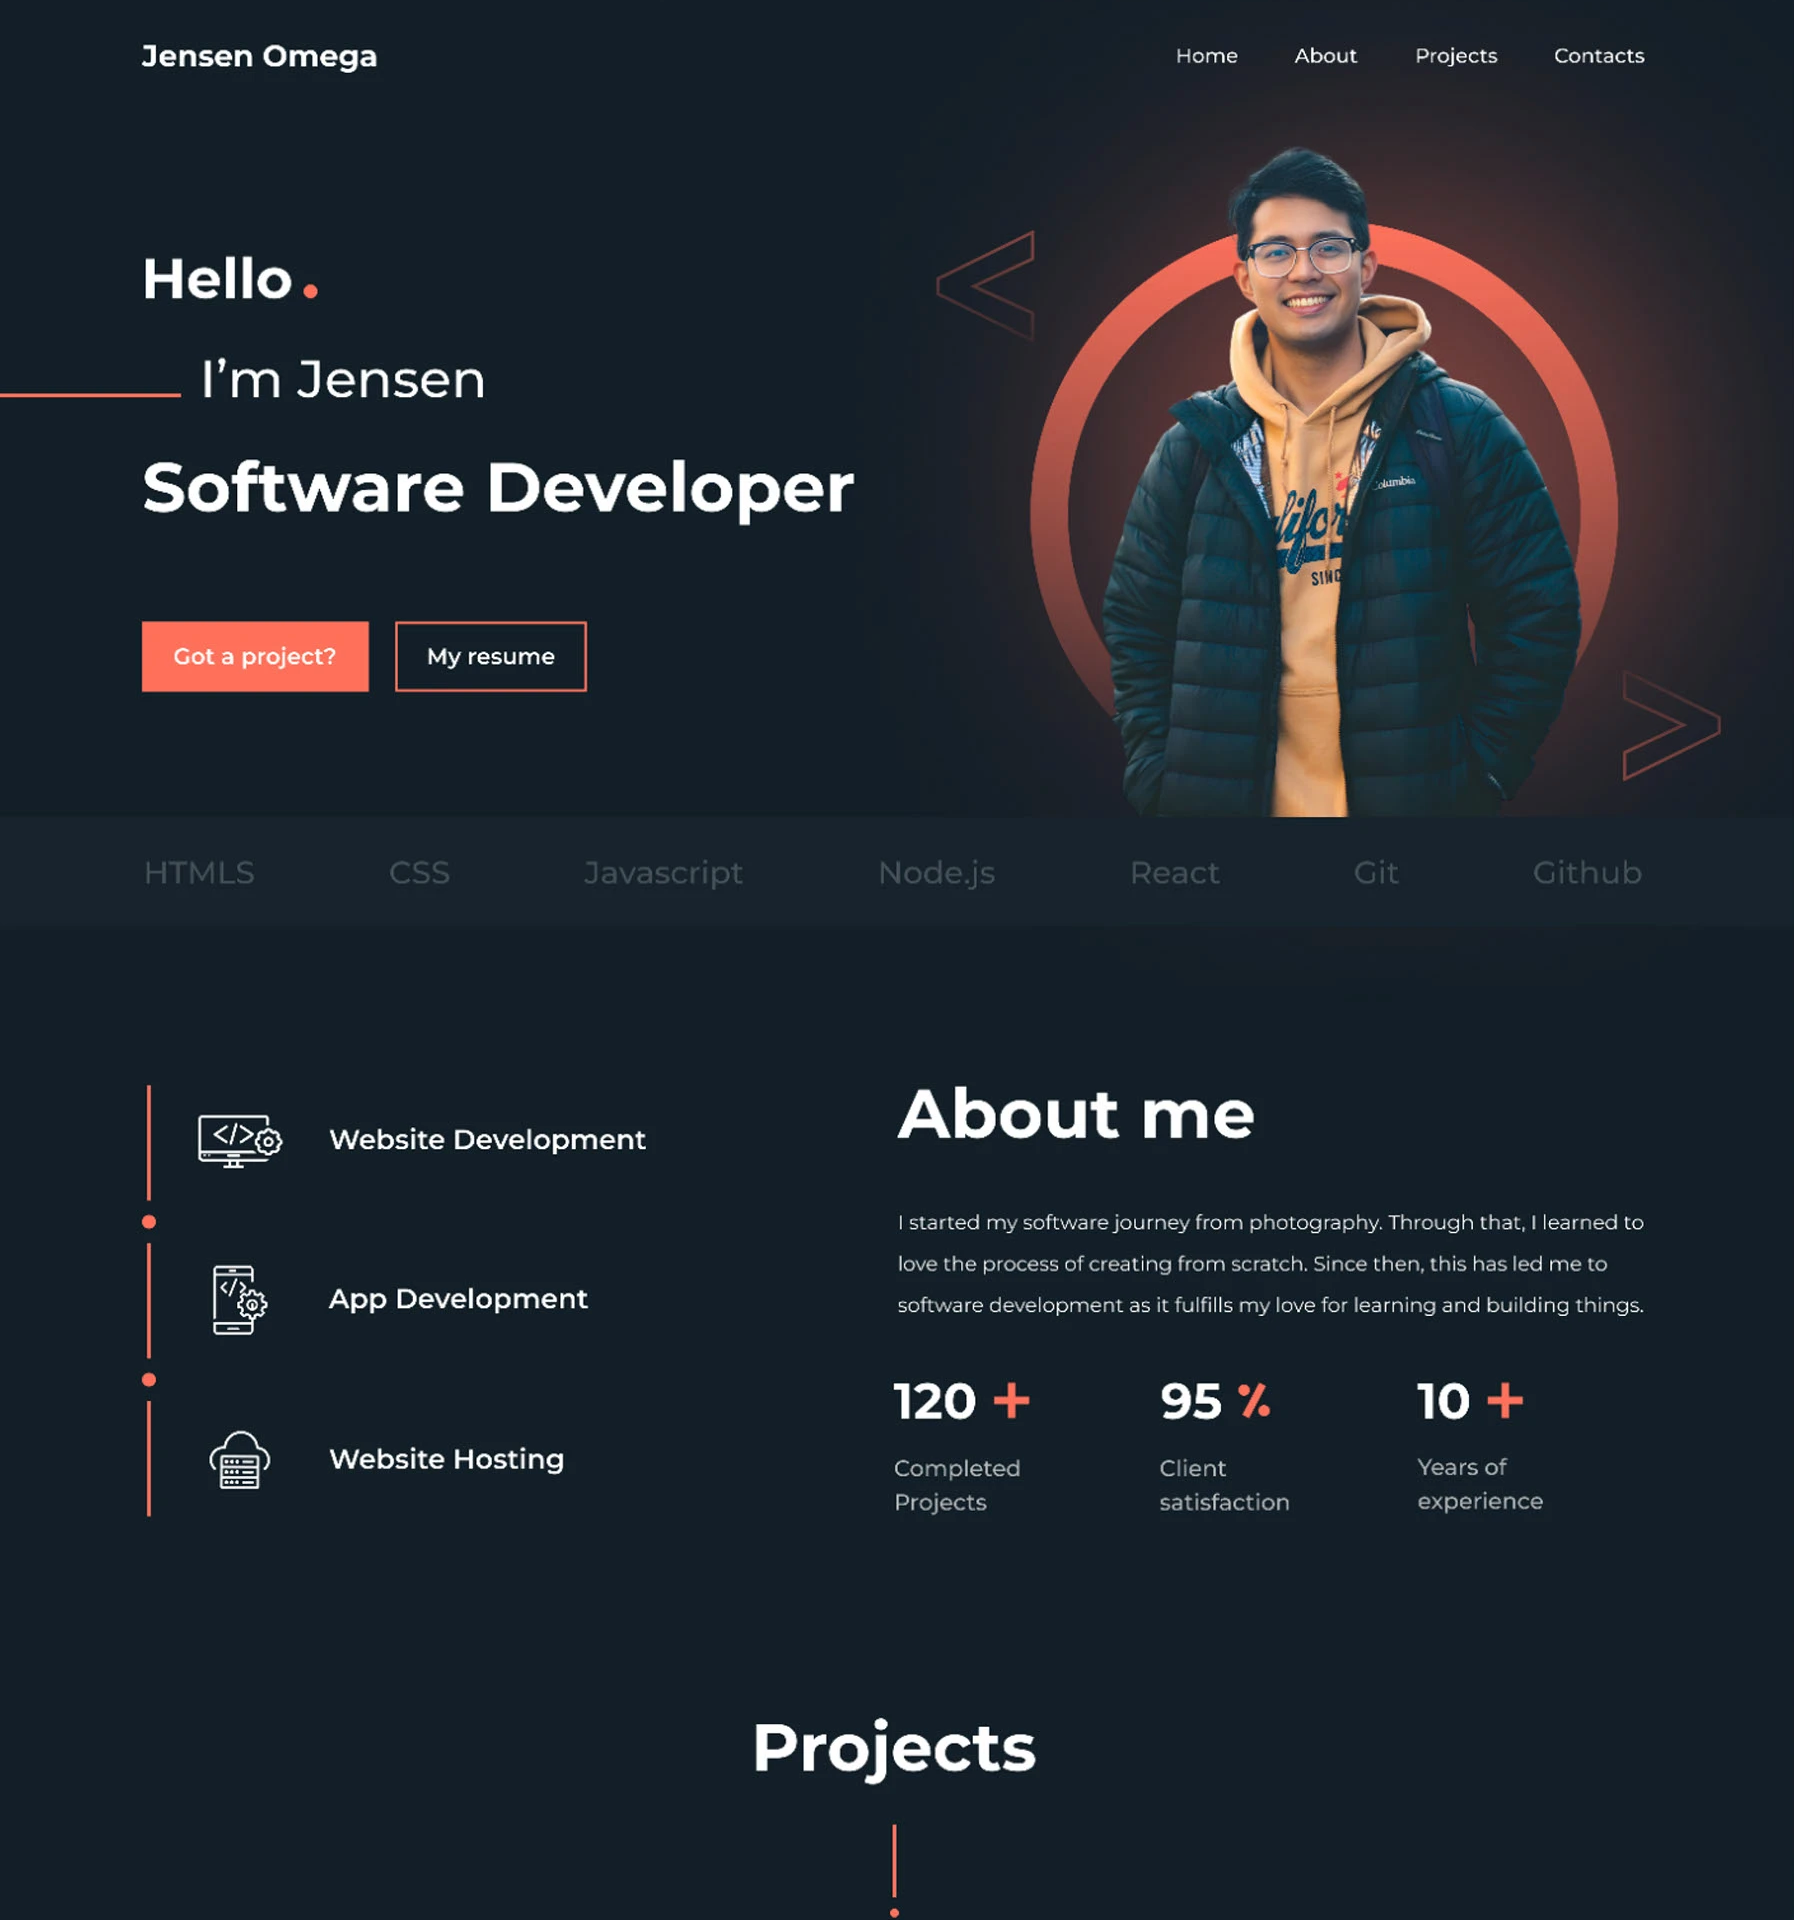 Jensen Omega
Home About Projects Contacts
Hello.
I’m Jensen
Software Developer
Got a project? My resume
Columbia
SINC
HTMLS CSS Javascript Node.js React Git Github
Website Development
App Development
Website Hosting
About me
I started my software journey from photography. Through that, I learned to
love the process of creating from scratch. Since then, this has led me to
software development as it fulfills my love for learning and building things.
120 + 95 % 10 +
Completed
Projects
Client
satisfaction
Years of
experience
Projects